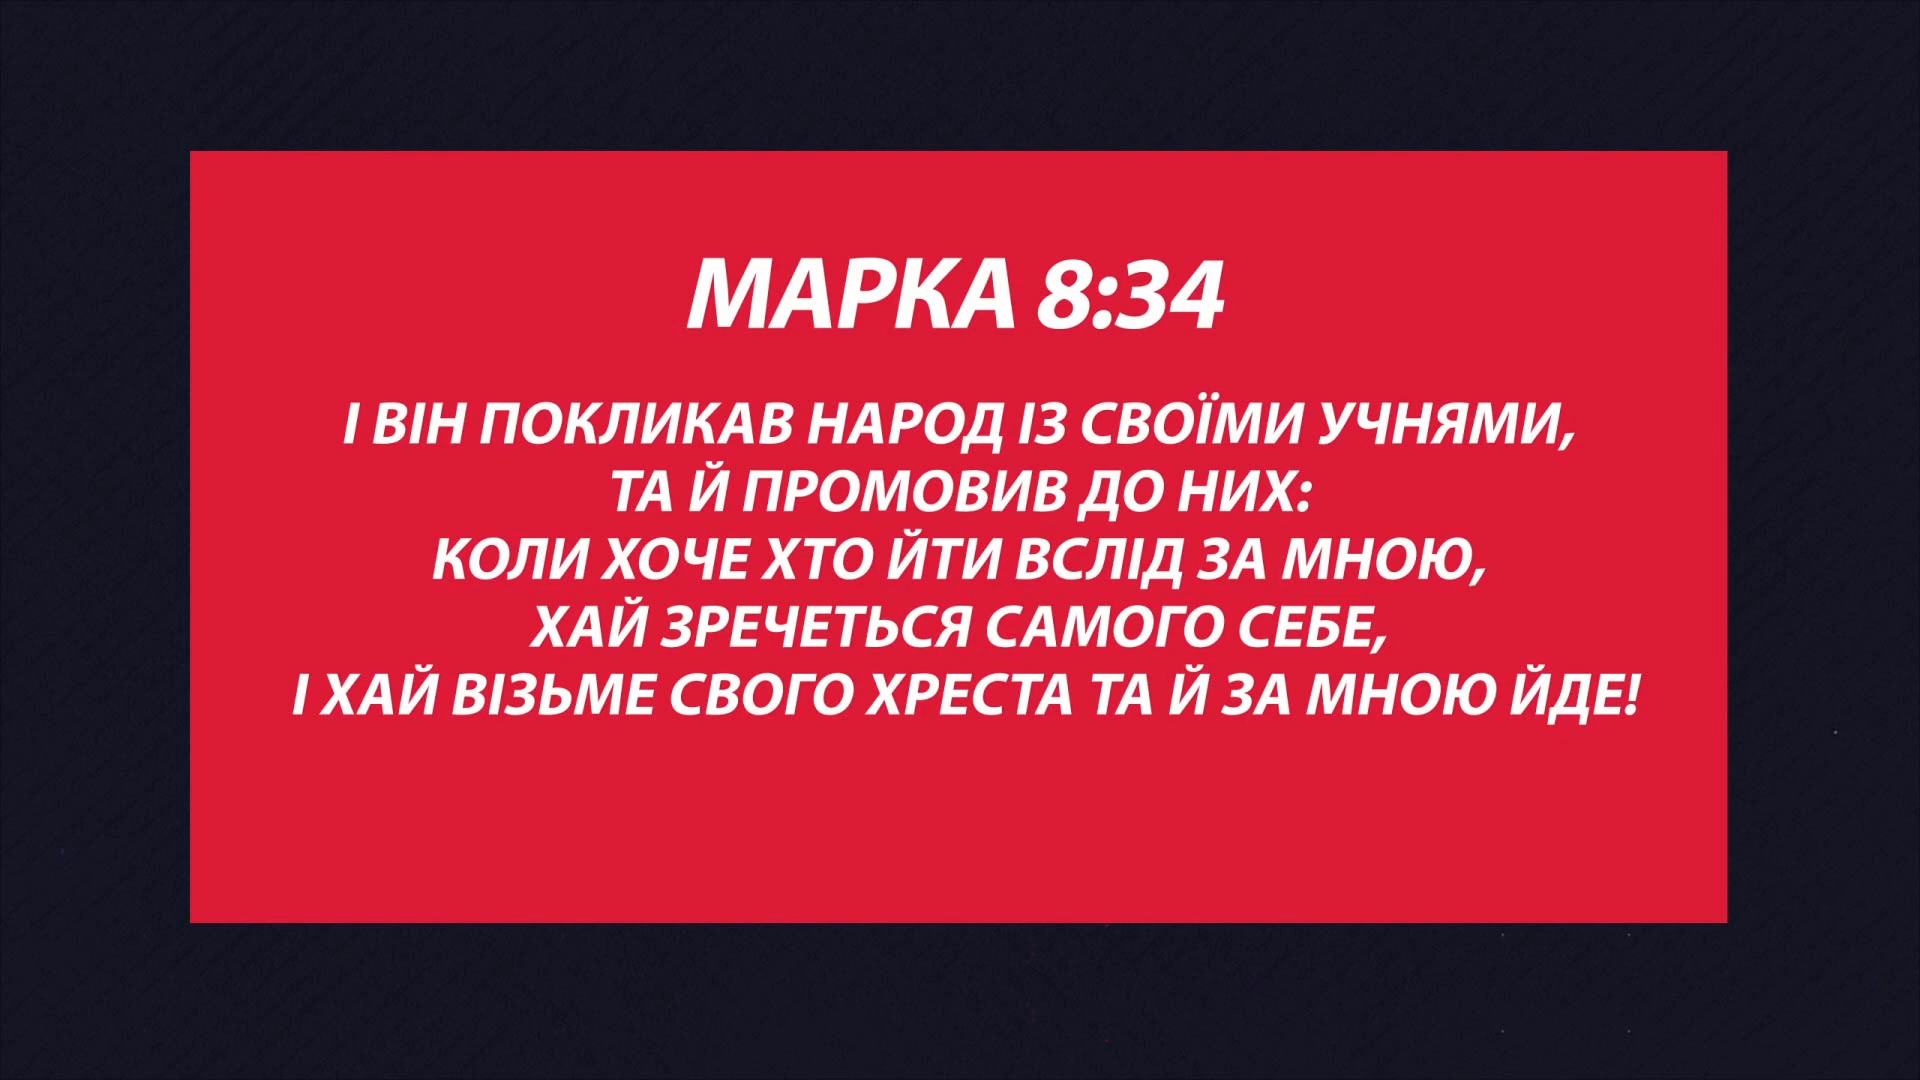 МАРКА 8:34
І ВІН ПОКЛИКАВ НАРОД ІЗ СВОЇМИ УЧНЯМИ,
ТА Й ПРОМОВИВ ДО НИХ:
КОЛИ ХОЧЕ ХТО ЙТИ ВСЛІД ЗА МНОЮ,
ХАЙ ЗРЕЧЕТЬСЯ САМОГО СЕБЕ,
І ХАЙ ВІЗЬМЕ СВОГО ХРЕСТА ТА Й ЗА МНОЮ ЙДЕ!